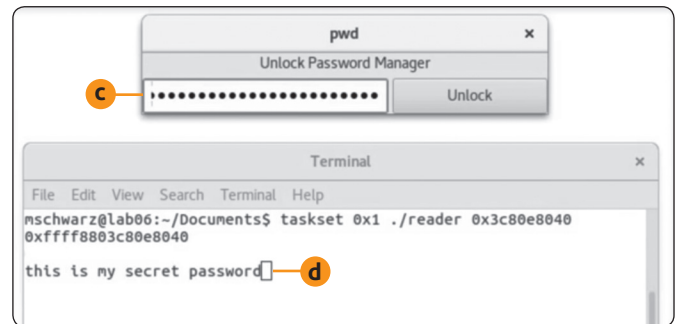 pwd ×
Unlock Password Manager
c ••••••••••••••••••••••• Unlock
Terminal ×
File Edit View Search Terminal Help
mschwarz@lab06:~/Documents$ taskset 0x1 ./reader 0x3c80e8040
0xffff8803c80e8040
this is my secret password d